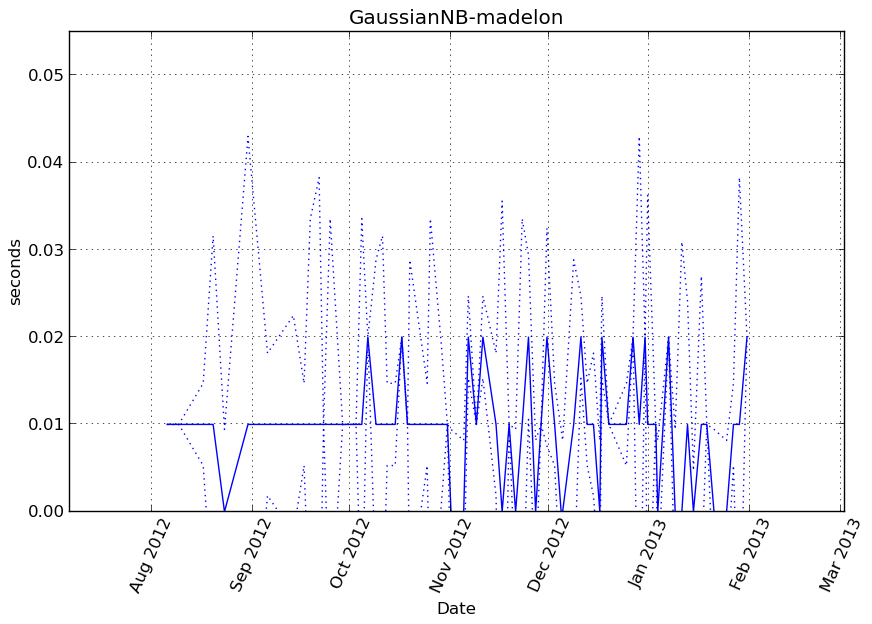 GaussianNB-madelon
0.05
0.04
0.03
0.02
0.01
0.00
seconds
Aug 2012
Sep 2012
Oct 2012
Nov 2012
Dec 2012
Jan 2013
Feb 2013
Mar 2013
Date